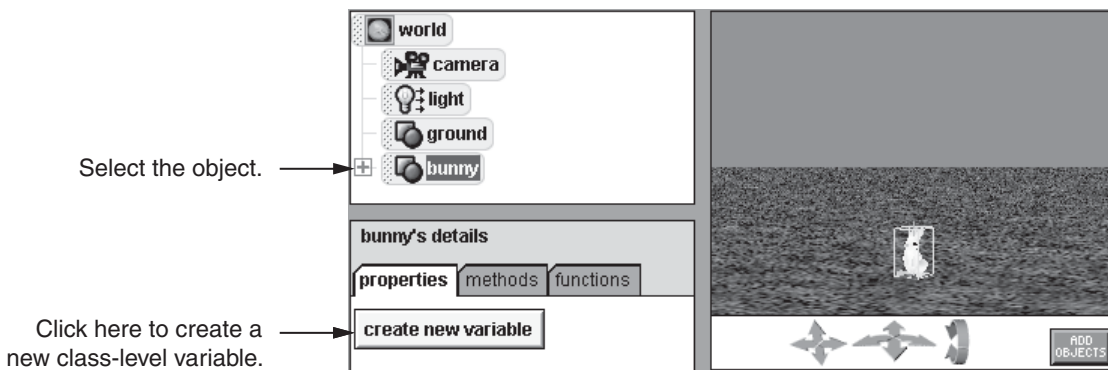 world
camera
light
ground
Select the object.
bunny
bunny's details
properties methods functions
Click here to create a
new class-level variable.
create new variable
ADD
OBJECTS